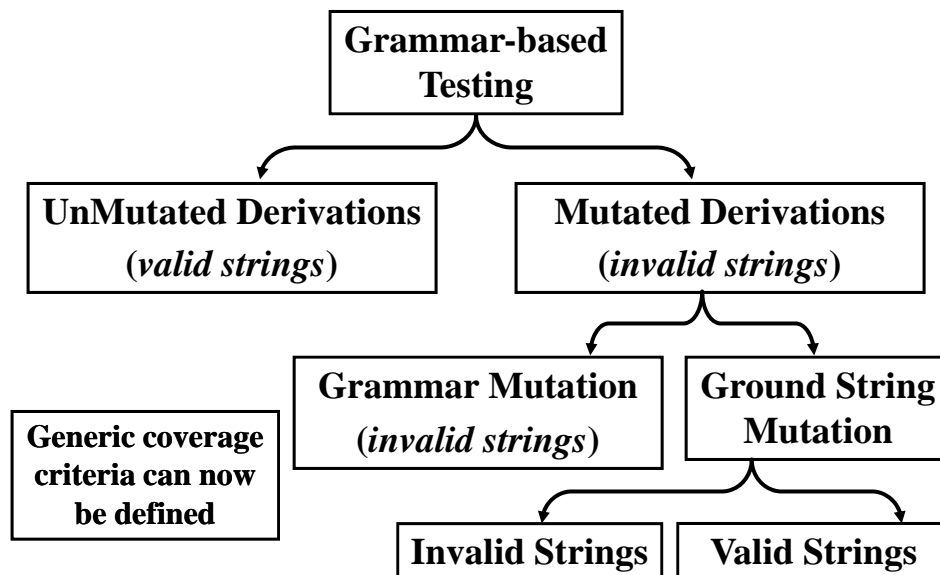 Grammar-based
Testing
UnMutated Derivations
(valid strings)
Mutated Derivations
(invalid strings)
Grammar Mutation
(invalid strings)
Ground String
Mutation
Generic coverage
criteria can now
be defined
Invalid Strings
Valid Strings